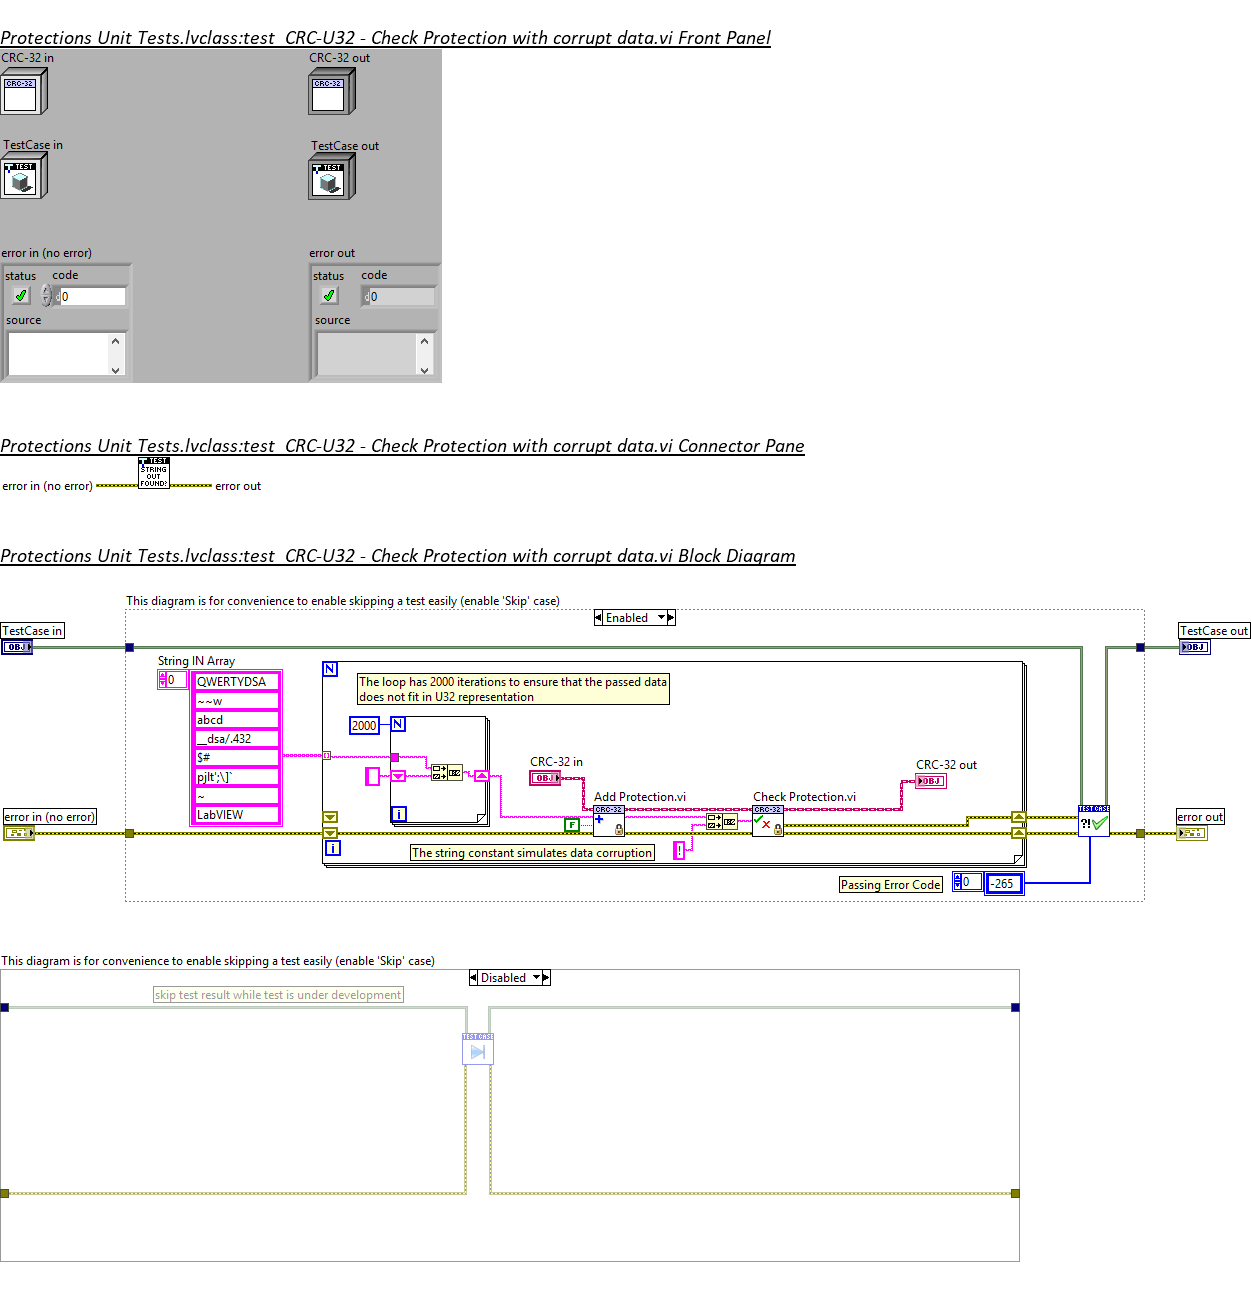 Protections Unit Tests.lvclass:test  CRC-U32 - Check Protection with corrupt data.vi Front Panel
CRC-32 in
CRC-32 out
CRC-32
CRC-32
TestCase in
TestCase out
TEST
TEST
error in (no error)
error out
status
code
status
code
d0
d0
source
source
Protections Unit Tests.lvclass:test  CRC-U32 - Check Protection with corrupt data.vi Connector Pane
TEST
STRING
OUT
FOUND?
error in (no error)
error out
Protections Unit Tests.lvclass:test  CRC-U32 - Check Protection with corrupt data.vi Block Diagram
This diagram is for convenience to enable skipping a test easily (enable 'Skip' case)
Enabled
TestCase in
OBJ
TestCase out
OBJ
String IN Array
0
QWERTYDSA
~~w
abcd
__dsa/.432
$#
pjlt';\]`
~
LabVIEW
N
The loop has 2000 iterations to ensure that the passed data
does not fit in U32 representation
2000
N
i
CRC-32 in
OBJ
CRC-32 out
OBJ
Add Protection.vi
CRC-32
Check Protection.vi
CRC-32
F
!
TEST CASE
?!
error in (no error)
error out
i
The string constant simulates data corruption
Passing Error Code
0
-265
This diagram is for convenience to enable skipping a test easily (enable 'Skip' case)
Disabled
skip test result while test is under development
TEST CASE